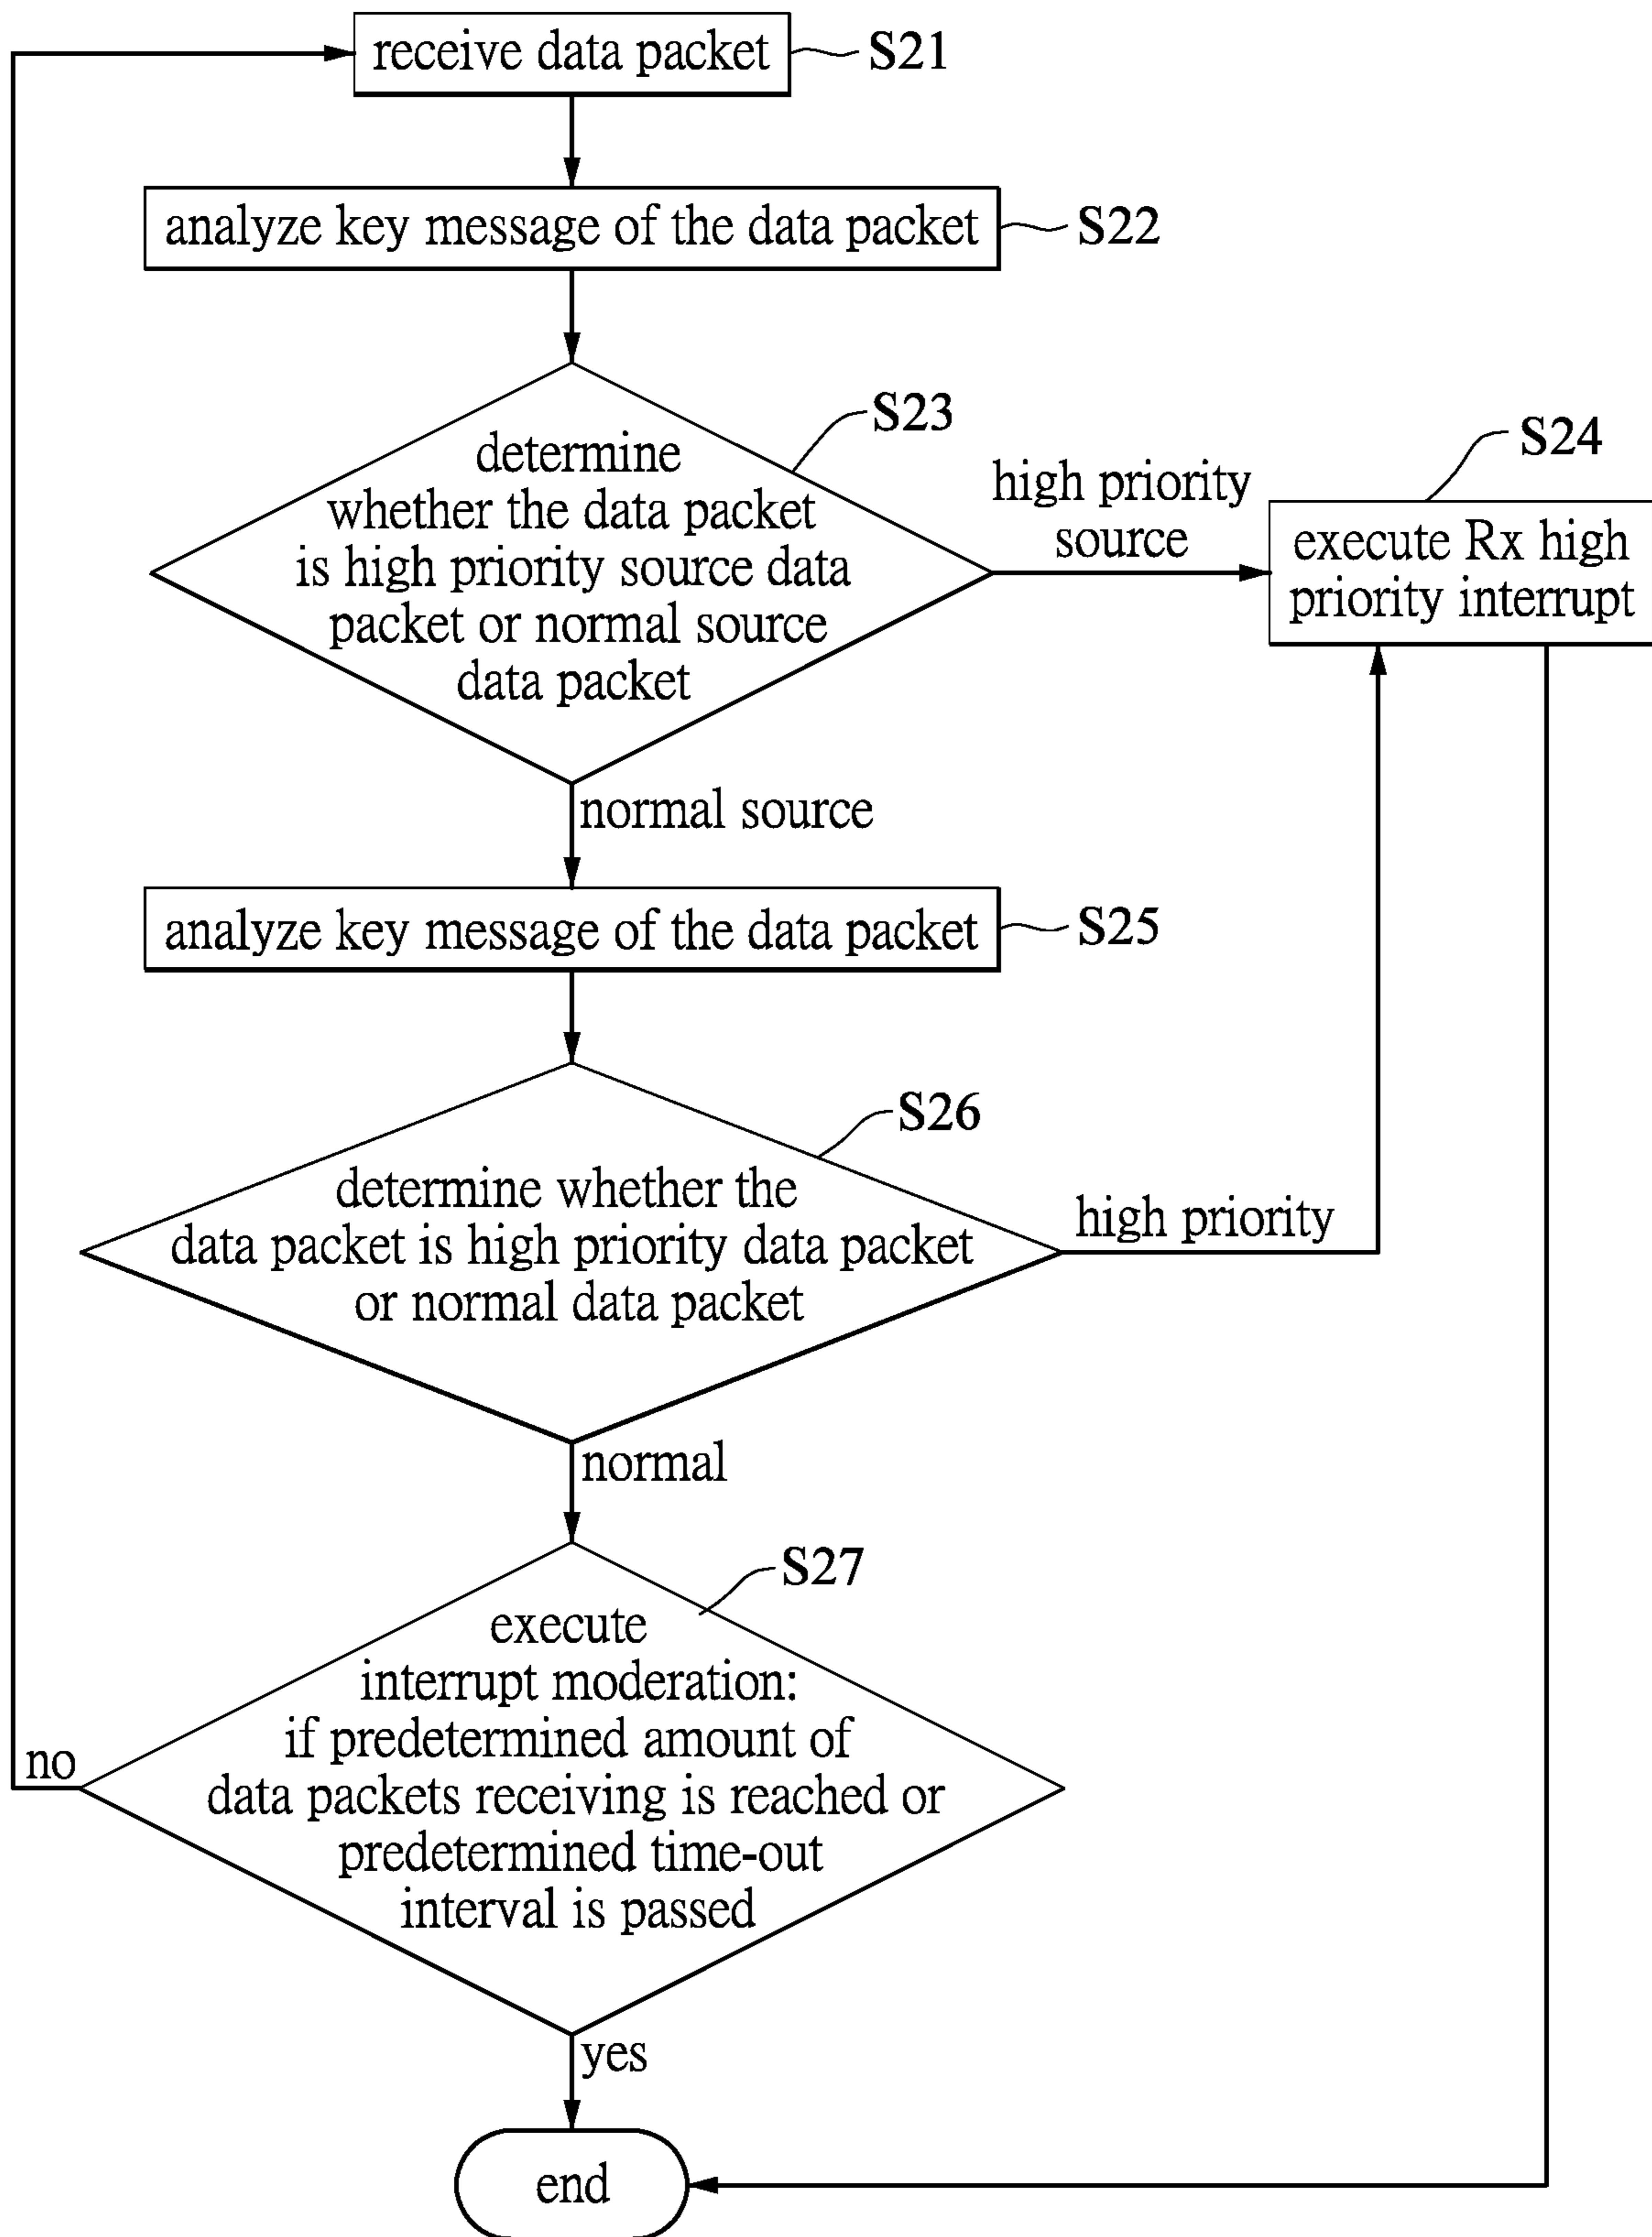 receive data packet
S21
analyze key message of the data packet
S22
S23
determine
whether the data packet
is high priority source data
packet or normal source
data packet
high priority
source
S24
execute Rx high
priority interrupt
normal source
analyze key message of the data packet
S25
S26
determine whether the
data packet is high priority data packet
or normal data packet
high priority
normal
S27
execute
interrupt moderation:
if predetermined amount of
data packets receiving is reached or
predetermined time-out
interval is passed
no
yes
end